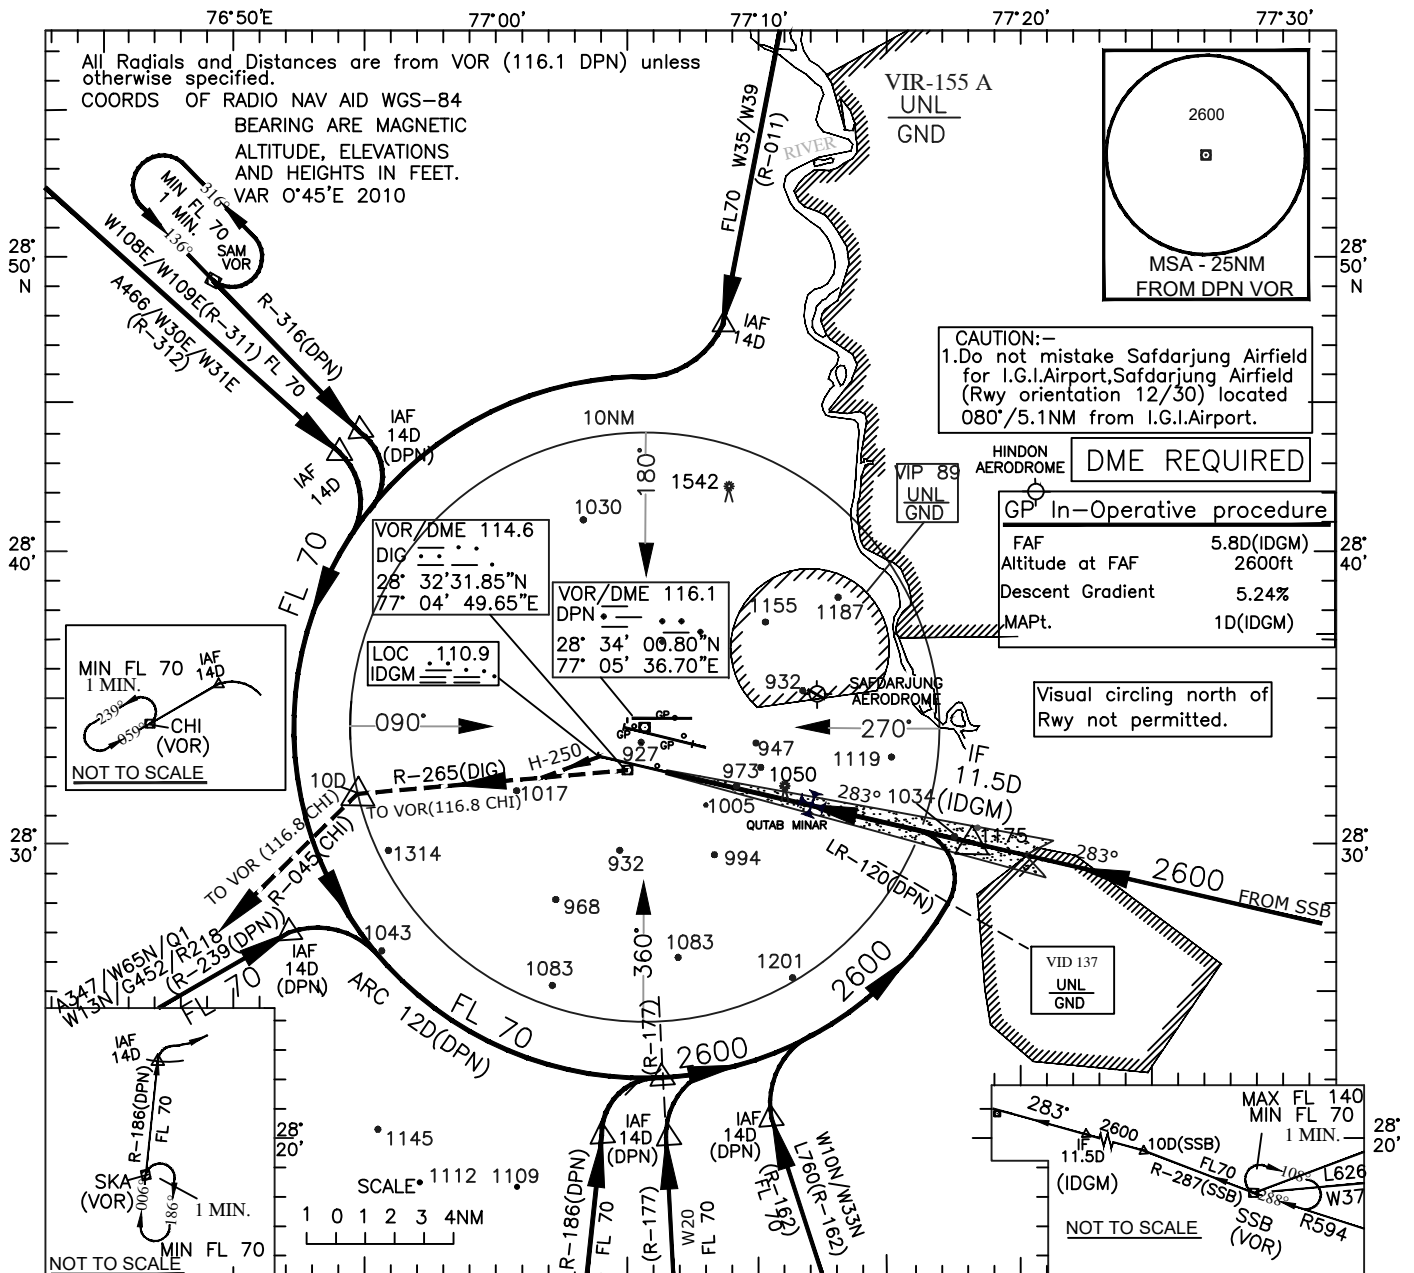 76°50'E
77°00'
77°10'
77°20'
77°30'
All Radials and Distances are from VOR (116.1 DPN) unless
otherwise specified.
COORDS OF RADIO NAV AID WGS-84
BEARING ARE MAGNETIC
ALTITUDE, ELEVATIONS
AND HEIGHTS IN FEET.
VAR 0°45'E 2010
VIR-155 A
UNL
GND
2600
MSA - 25NM
FROM DPN VOR
W35/W39
(R-011)
FL70
RIVER
MIN FL 70
1 MIN.
316°
136°
SAM
VOR
28°
50'
N
28°
50'
N
W108E/W109E(R-311) FL 70
R-316(DPN)
A466/W30E/W31E
(R-312)
IAF
14D
CAUTION:-
1.Do not mistake Safdarjung Airfield
for I.G.I.Airport,Safdarjung Airfield
(Rwy orientation 12/30) located
080°/5.1NM from I.G.I.Airport.
IAF
14D
(DPN)
IAF
14D
10NM
180°
1542
1030
HINDON
AERODROME
DME REQUIRED
VIP 89
UNL
GND
GP In-Operative procedure
FAF 5.8D(IDGM)
Altitude at FAF 2600ft
Descent Gradient 5.24%
MAPt. 1D(IDGM)
28°
40'
28°
40'
FL 70
VOR/DME 114.6
DIG
28° 32'31.85"N
77° 04' 49.65"E
VOR/DME 116.1
DPN
28° 34' 00.80"N
77° 05' 36.70"E
1155
1187
LOC 110.9
IDGM
932
SAFDARJUNG
AERODROME
MIN FL 70
1 MIN.
IAF
14D
239°
059°
CHI
(VOR)
NOT TO SCALE
Visual circling north of
Rwy not permitted.
090°
270°
GP
GP
GP
927
947
973
1050
1119
IF
11.5D
(IDGM)
H-250
R-265(DIG)
10D
1017
TO VOR(116.8 CHI)
1005
283°
1034
1175
QUTAB MINAR
283°
2600
FROM SSB
28°
30'
28°
30'
1314
932
994
LR-120(DPN)
TO VOR (116.8 CHI)
R-045(CHI)
968
1043
1083
1083
1201
360°
A347/W65N/Q1
W13N/G452/R218
(R-239(DPN))
FL 70
IAF
14D
(DPN)
ARC
12D(DPN)
FL 70
(R-177)
2600
2600
VID 137
UNL
GND
IAF
14D
R-186(DPN)
FL 70
SKA
(VOR)
006°
186°
1 MIN.
MIN FL 70
NOT TO SCALE
1145
1112
1109
SCALE
1 0 1 2 3 4NM
IAF
14D
(DPN)
IAF
14D
(DPN)
R-186(DPN)
FL 70
(R-177)
W20
FL 70
W10N/W33N
L760(R-162)
(R-162)
FL 70
MAX FL 140
MIN FL 70
1 MIN.
283°
2600
IF
11.5D
(IDGM)
10D(SSB)
FL70
R-287(SSB)
108°
288°
L626
W37
R594
SSB
(VOR)
NOT TO SCALE
28°
20'
28°
20'